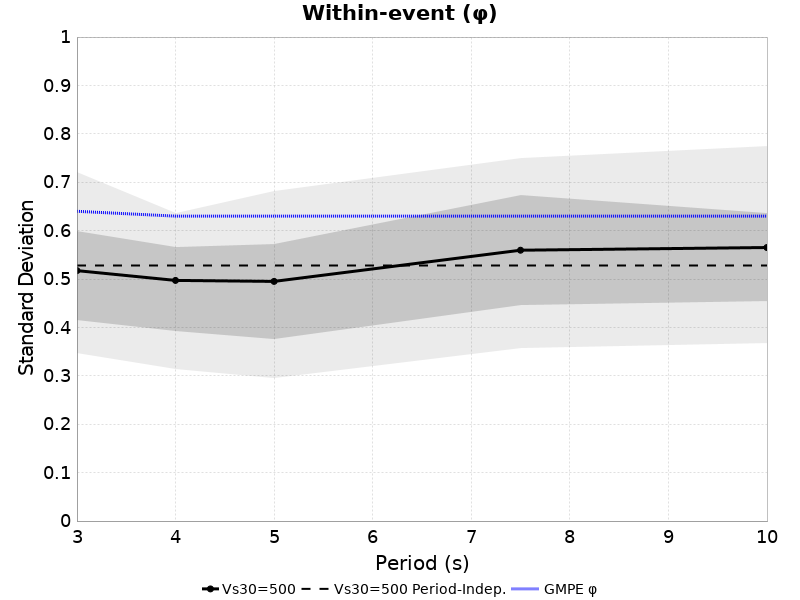 Within-event (φ)
1
0.9
0.8
0.7
0.6
0.5
0.4
0.3
0.2
0.1
0
Standard Deviation
3 4 5 6 7 8 9 10
Period (s)
Vs30=500 Vs30=500 Period-Indep. GMPE φ